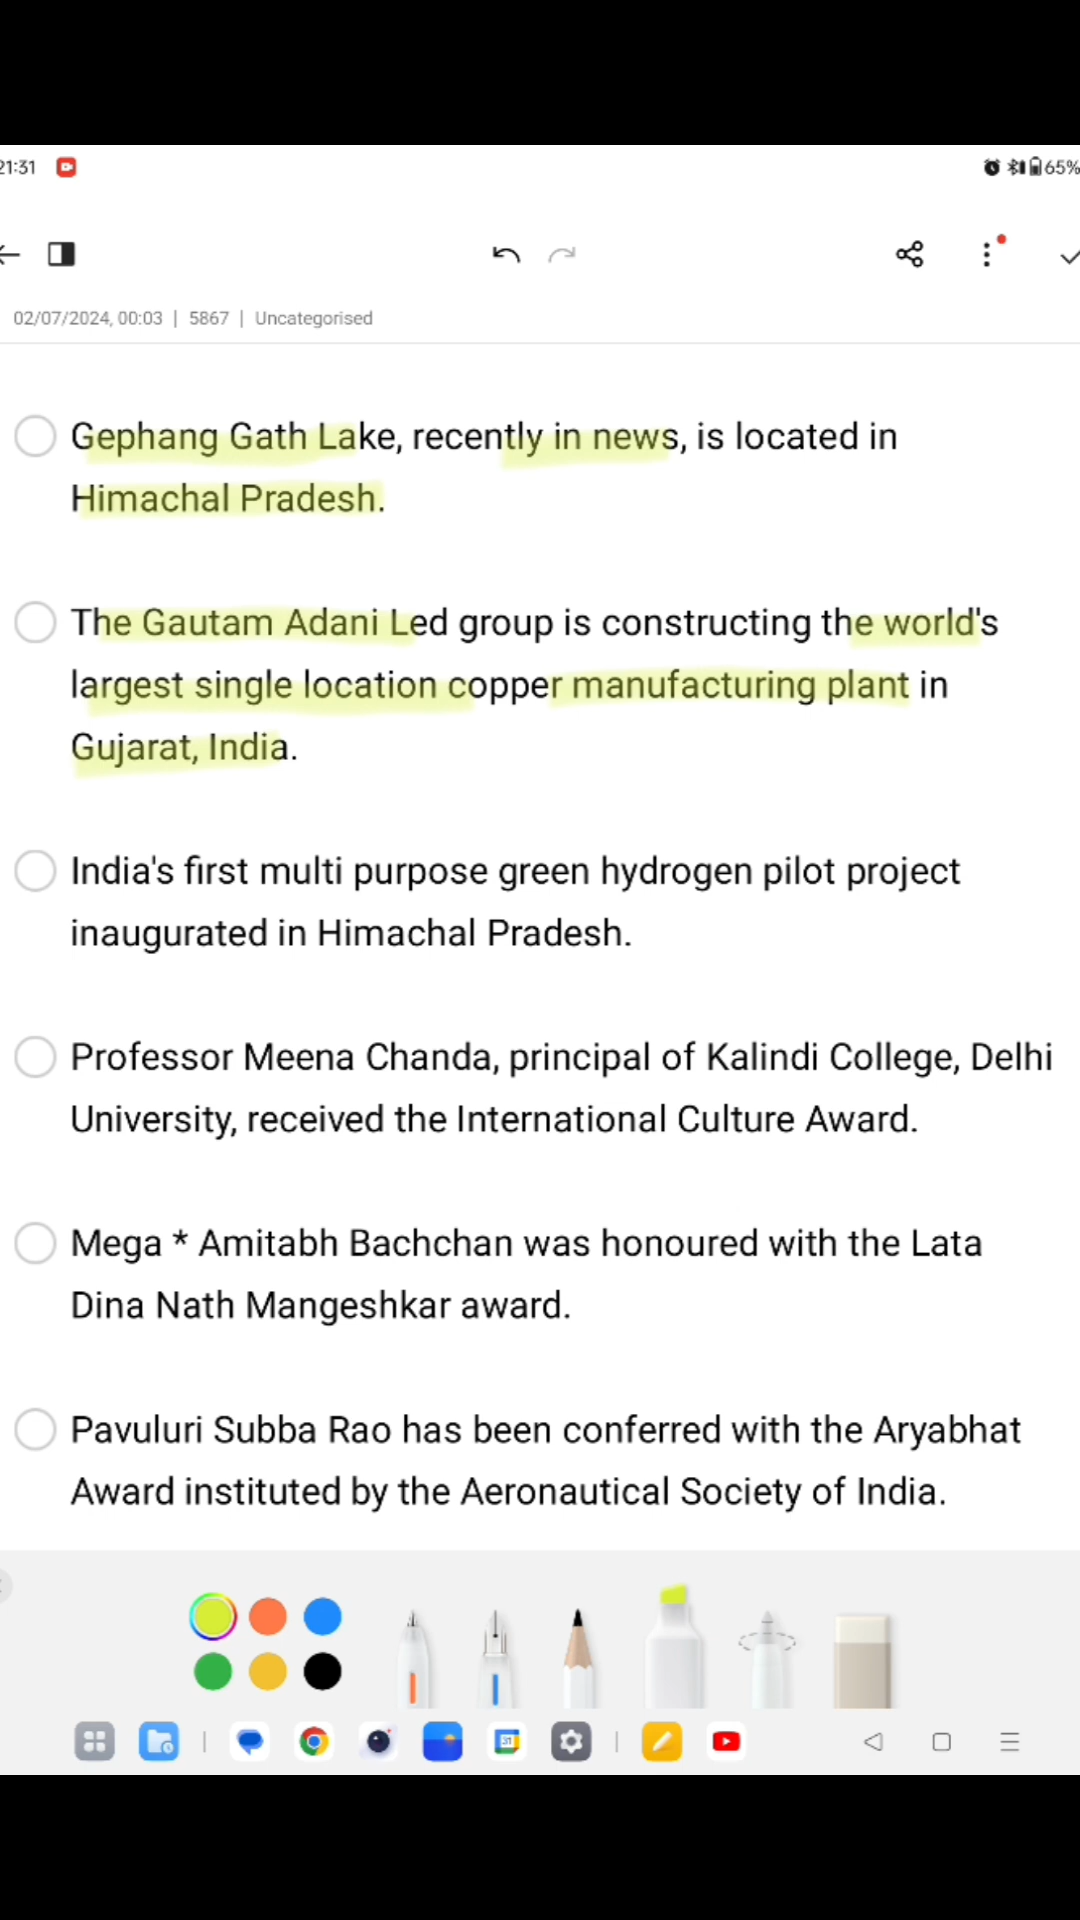 21:31
65%
02/07/2024, 00:03 | 5867 | Uncategorised
Gephang Gath Lake, recently in news, is located in
Himachal Pradesh.
The Gautam Adani Led group is constructing the world's
largest single location copper manufacturing plant in
Gujarat, India.
India's first multi purpose green hydrogen pilot project
inaugurated in Himachal Pradesh.
Professor Meena Chanda, principal of Kalindi College, Delhi
University, received the International Culture Award.
Mega * Amitabh Bachchan was honoured with the Lata
Dina Nath Mangeshkar award.
Pavuluri Subba Rao has been conferred with the Aryabhat
Award instituted by the Aeronautical Society of India.
31